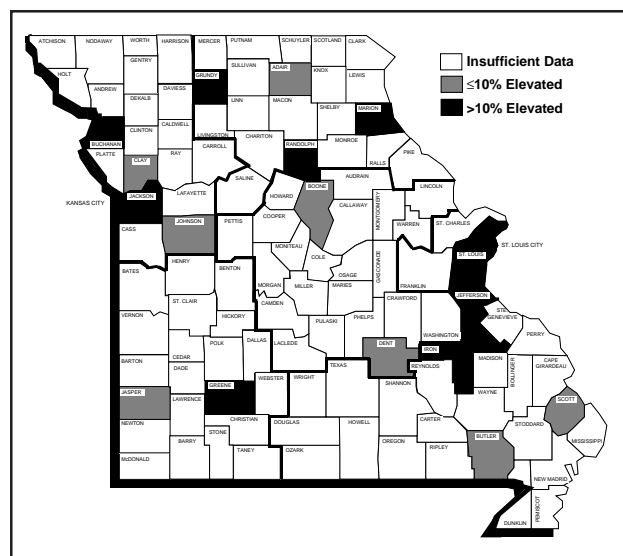 Insufficient Data
≤10% Elevated
>10% Elevated
ATCHISON
NODAWAY
WORTH
HARRISON
MERCER
PUTNAM
SCHUYLER
SCOTLAND
CLARK
HOLT
GENTRY
SULLIVAN
ADAIR
KNOX
LEWIS
ANDREW
DAVIESS
GRUNDY
DEKALB
LINN
MACON
SHELBY
MARION
CLINTON
CALDWELL
LIVINGSTON
CHARITON
MONROE
BUCHANAN
PLATTE
CLAY
RAY
CARROLL
RANDOLPH
RALLS
PIKE
KANSAS CITY
JACKSON
LAFAYETTE
SALINE
HOWARD
BOONE
AUDRAIN
LINCOLN
CALLAWAY
MONTGOMERY
WARREN
ST. CHARLES
CASS
JOHNSON
PETTIS
COOPER
MONITEAU
COLE
OSAGE
GASCONADE
FRANKLIN
ST. LOUIS
ST. LOUIS CITY
BATES
HENRY
BENTON
MORGAN
MILLER
MARIES
JEFFERSON
ST. CLAIR
CAMDEN
CRAWFORD
STE.
GENEVIEVE
VERNON
HICKORY
PULASKI
PHELPS
WASHINGTON
PERRY
BARTON
CEDAR
POLK
DALLAS
LACLEDE
DENT
IRON
MADISON
BOLLINGER
CAPE
GIRARDEAU
DADE
TEXAS
REYNOLDS
JASPER
LAWRENCE
GREENE
WEBSTER
WRIGHT
SHANNON
WAYNE
SCOTT
NEWTON
CHRISTIAN
DOUGLAS
HOWELL
CARTER
BUTLER
STODDARD
MISSISSIPPI
BARRY
STONE
TANEY
OZARK
OREGON
RIPLEY
McDONALD
NEW MADRID
DUNKLIN
PEMISCOT